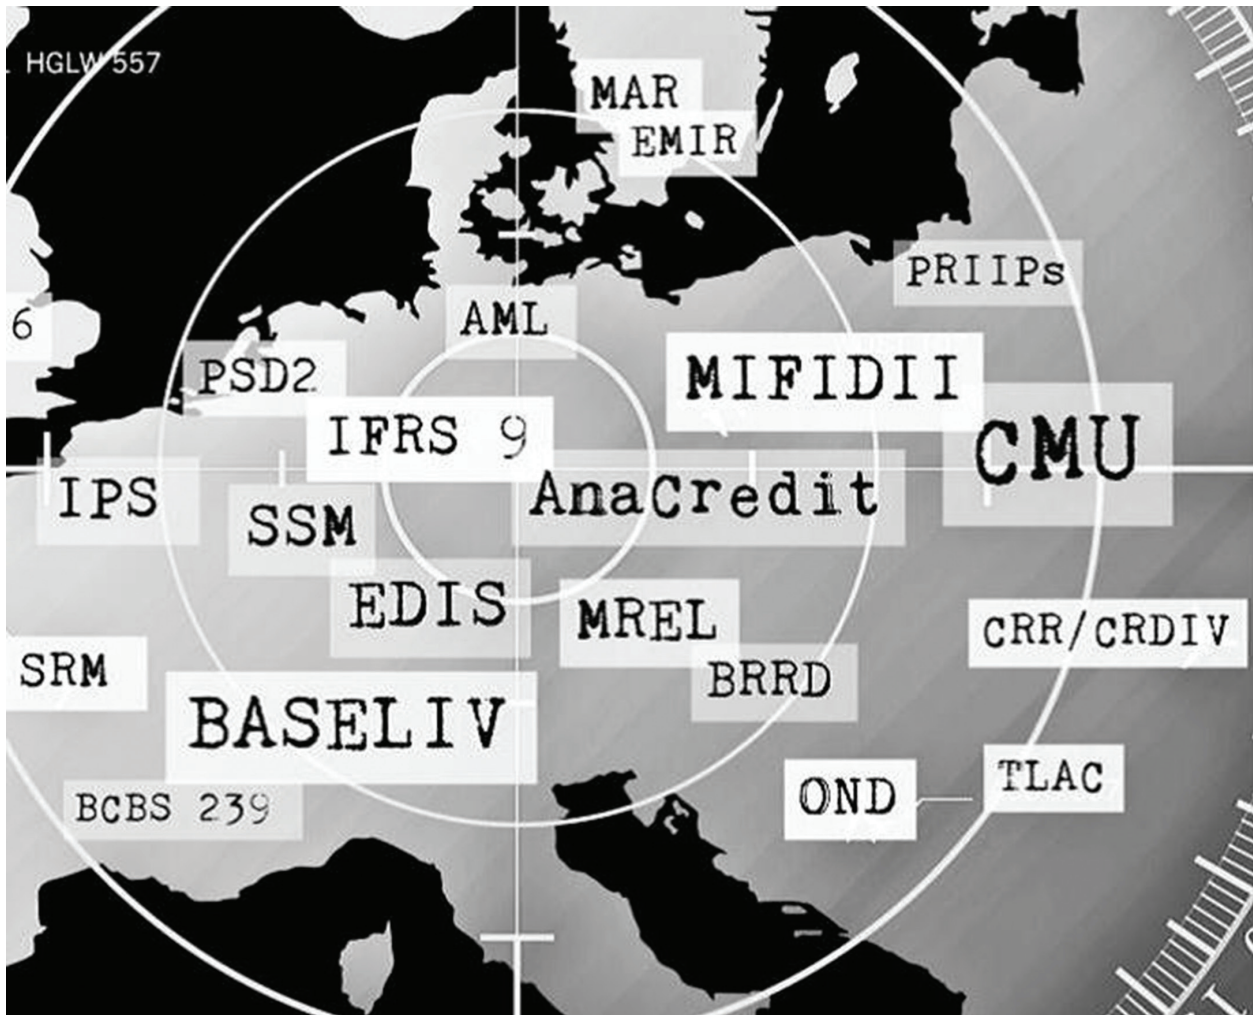 HGLW 557
MAR
EMIR
PRIIPs
6
AML
PSD2
MIFIDII
IFRS 9
CMU
IPS
AnaCredit
SSM
EDIS
MREL
CRR/CRDIV
SRM
BRRD
BASELIV
TLAC
OND
BCBS 239